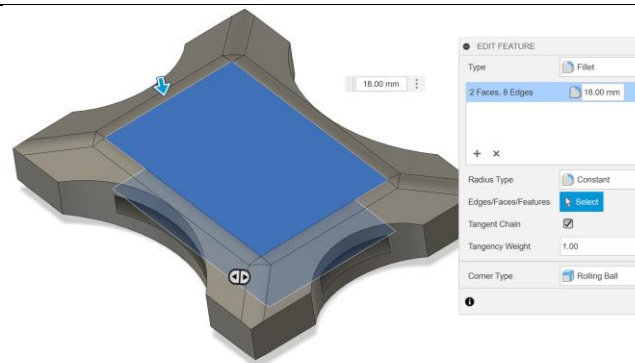 EDIT FEATURE
Type Fillet
18.00 mm
2 Faces, 8 Edges 18.00 mm
Radius Type Constant
Edges/Faces/Features Select
Tangent Chain
Tangency Weight 1.00
Corner Type Rolling Ball